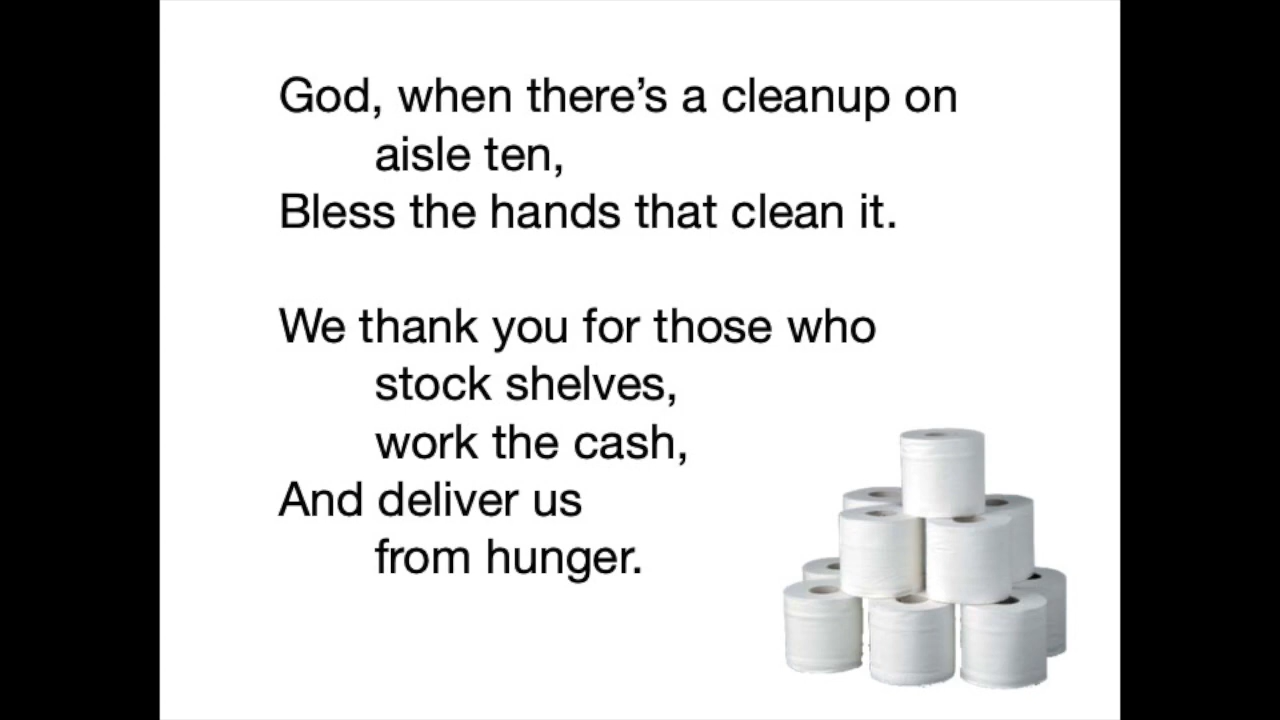 God, when there’s a cleanup on
aisle ten,
Bless the hands that clean it.
We thank you for those who
stock shelves,
work the cash,
And deliver us
from hunger.